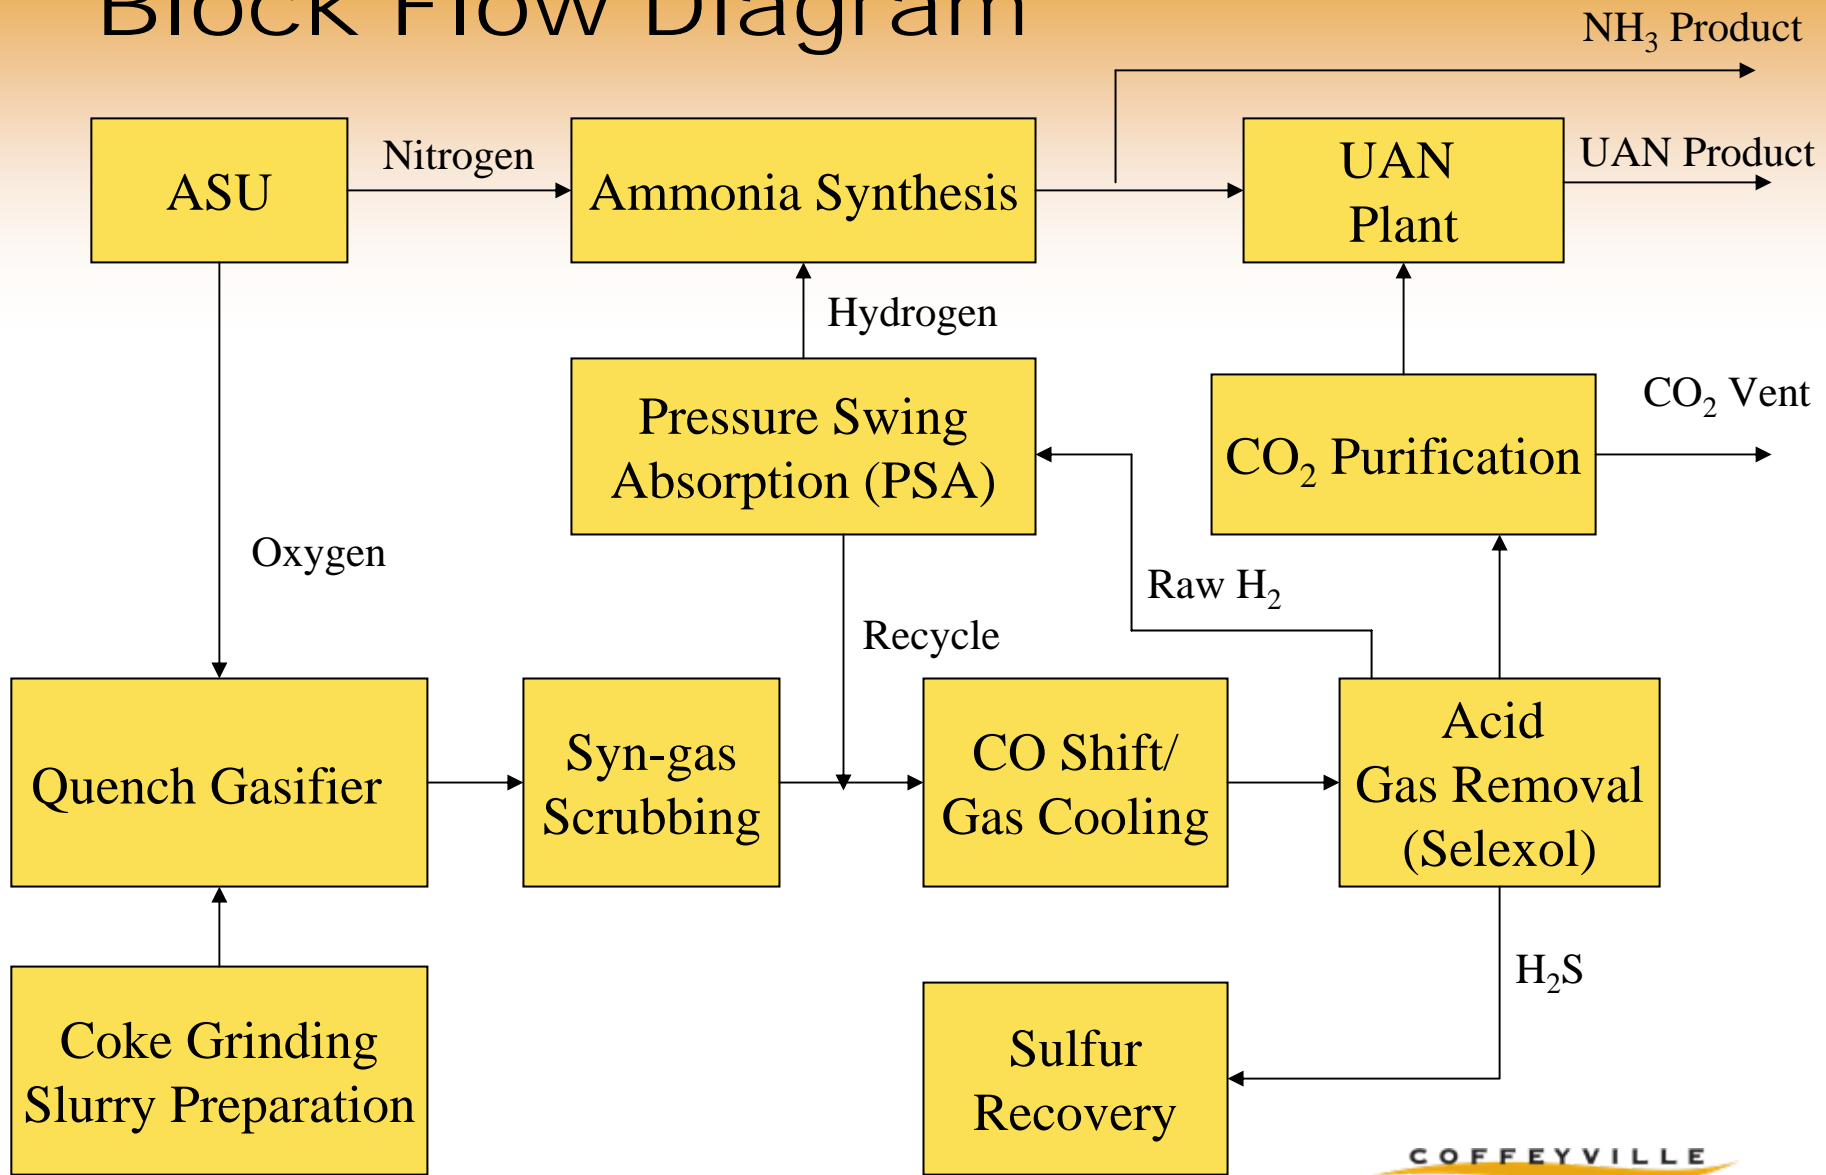 Block Flow Diagram
NH₃ Product
ASU
Nitrogen
Ammonia Synthesis
UAN
Plant
UAN Product
Hydrogen
Pressure Swing
Absorption (PSA)
CO₂ Purification
CO₂ Vent
Oxygen
Raw H₂
Recycle
Quench Gasifier
Syn-gas
Scrubbing
CO Shift/
Gas Cooling
Acid
Gas Removal
(Selexol)
H₂S
Coke Grinding
Slurry Preparation
Sulfur
Recovery
COFFEYVILLE